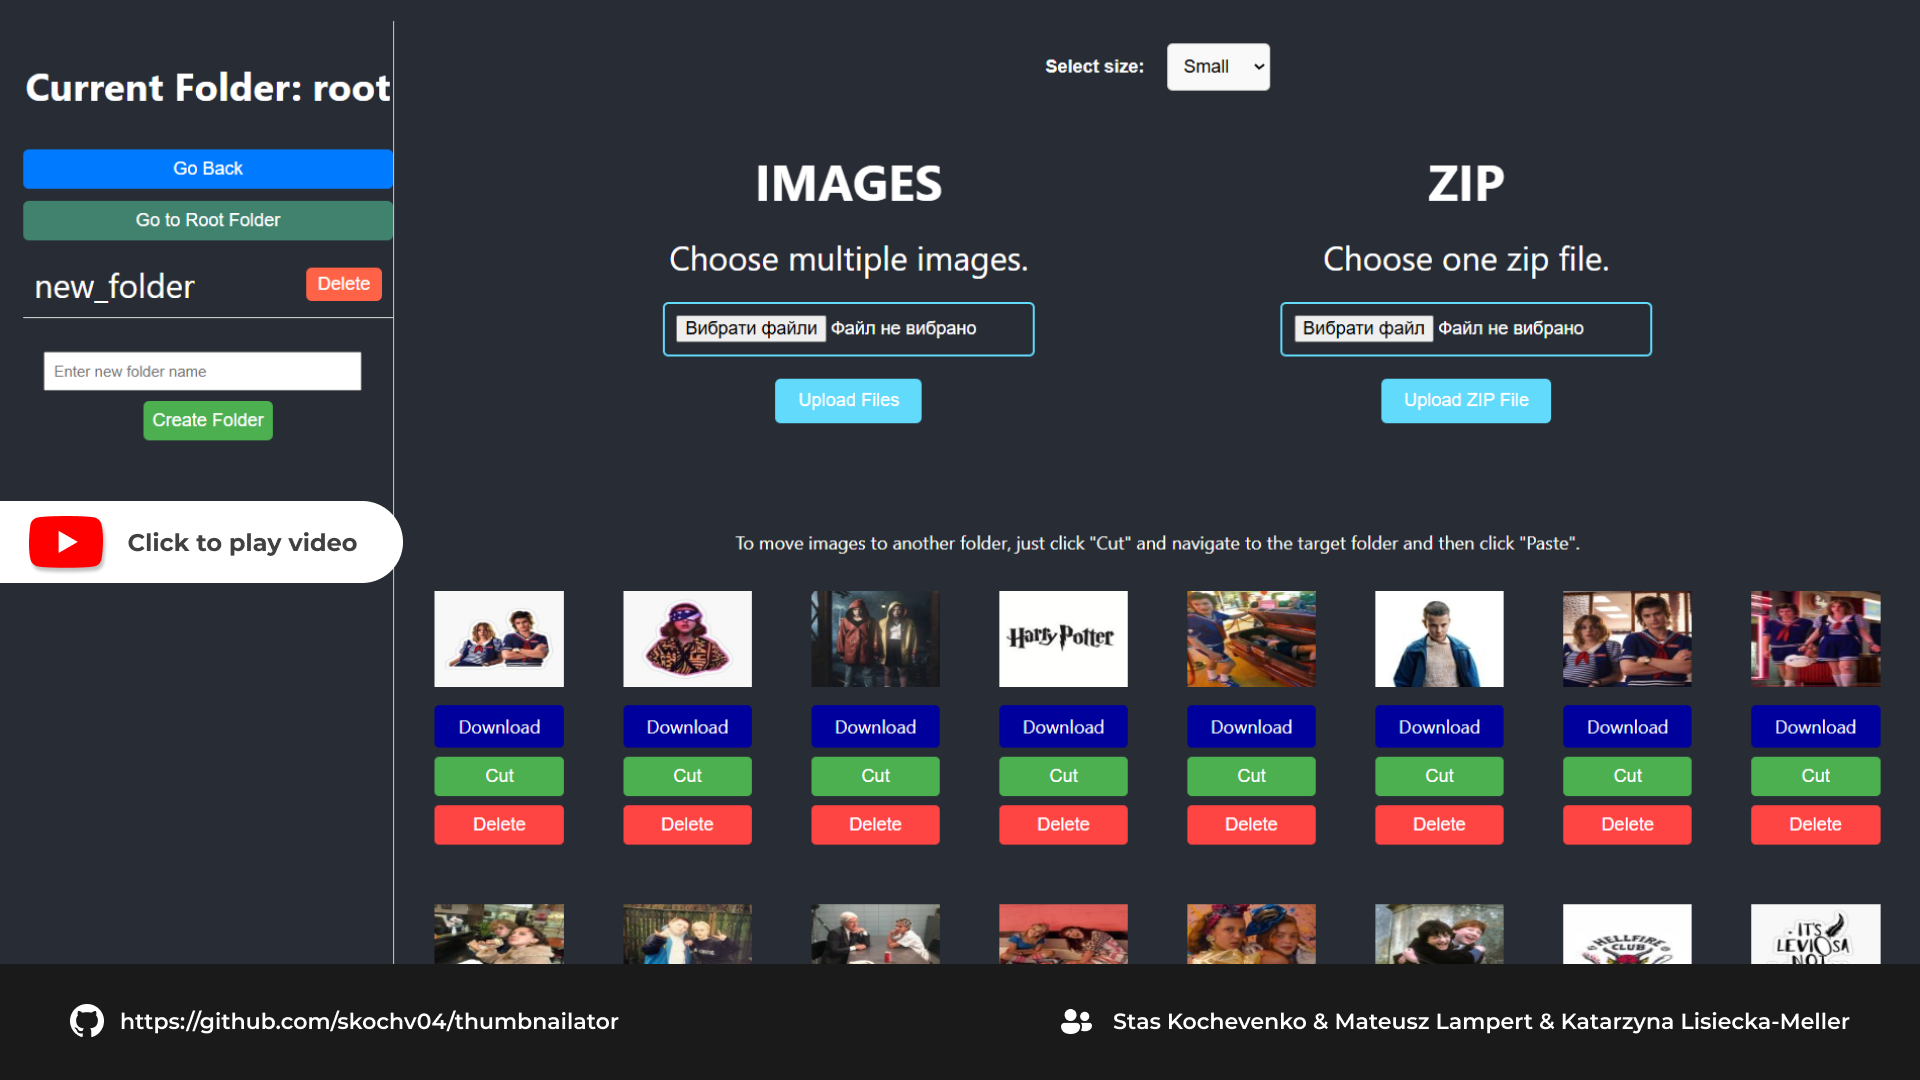 Current Folder: root
Go Back
Go to Root Folder
new_folder
Delete
Enter new folder name
Create Folder
Click to play video
Select size:
Small
IMAGES
Choose multiple images.
Вибрати файли Файл не вибрано
Upload Files
ZIP
Choose one zip file.
Вибрати файл Файл не вибрано
Upload ZIP File
To move images to another folder, just click "Cut" and navigate to the target folder and then click "Paste".
Harry Potter
Download Download Download Download Download Download Download Download
Cut Cut Cut Cut Cut Cut Cut Cut
Delete Delete Delete Delete Delete Delete Delete Delete
HELLFIRE
CLUB
IT'S
LEVIOSA
NOT
https://github.com/skochv04/thumbnailator
Stas Kochevenko & Mateusz Lampert & Katarzyna Lisiecka-Meller